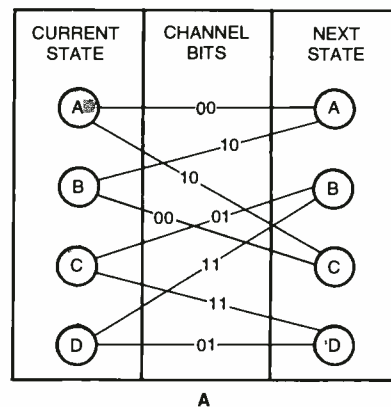 CURRENT STATE
CHANNEL BITS
NEXT STATE
A
00
A
10
B
10
B
00
01
C
11
C
11
D
01
'D
A